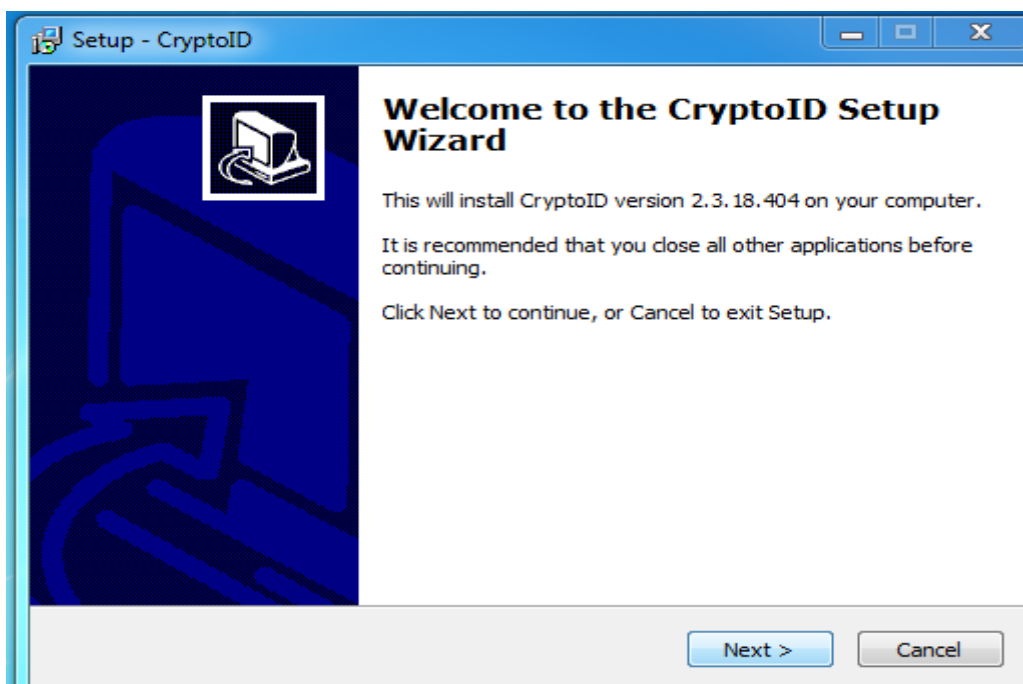 Setup - CryptoID
Welcome to the CryptoID Setup
Wizard
This will install CryptoID version 2.3.18.404 on your computer.
It is recommended that you close all other applications before
continuing.
Click Next to continue, or Cancel to exit Setup.
Next >
Cancel